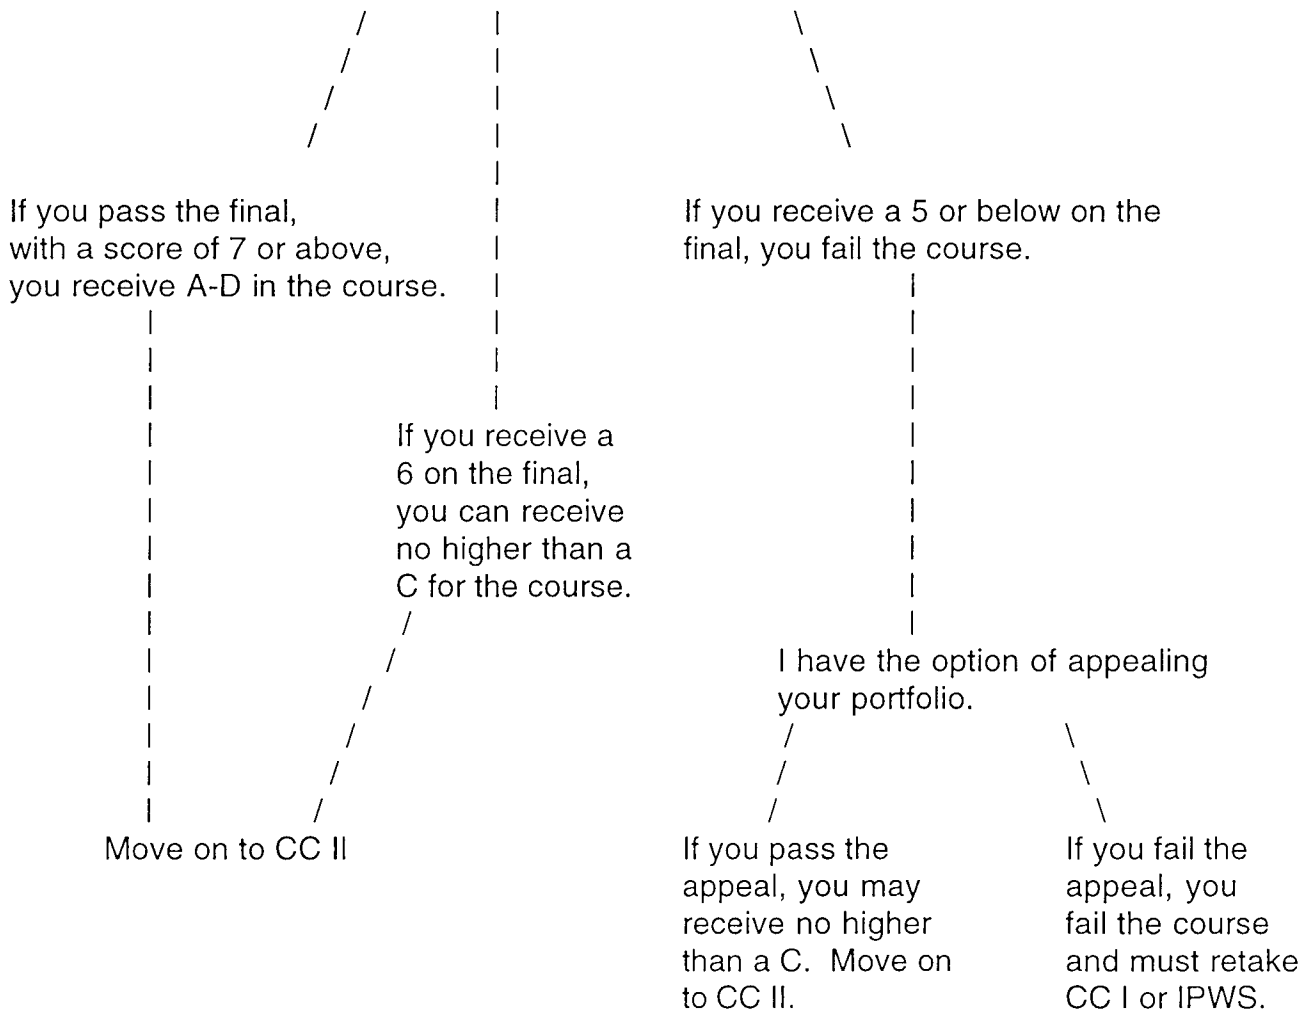 If you pass the final,
with a score of 7 or above,
you receive A-D in the course.
If you receive a 5 or below on the
final, you fail the course.
If you receive a
6 on the final,
you can receive
no higher than a
C for the course.
I have the option of appealing
your portfolio.
Move on to CC II
If you pass the
appeal, you may
receive no higher
than a C.  Move on
to CC II.
If you fail the
appeal, you
fail the course
and must retake
CC I or IPWS.